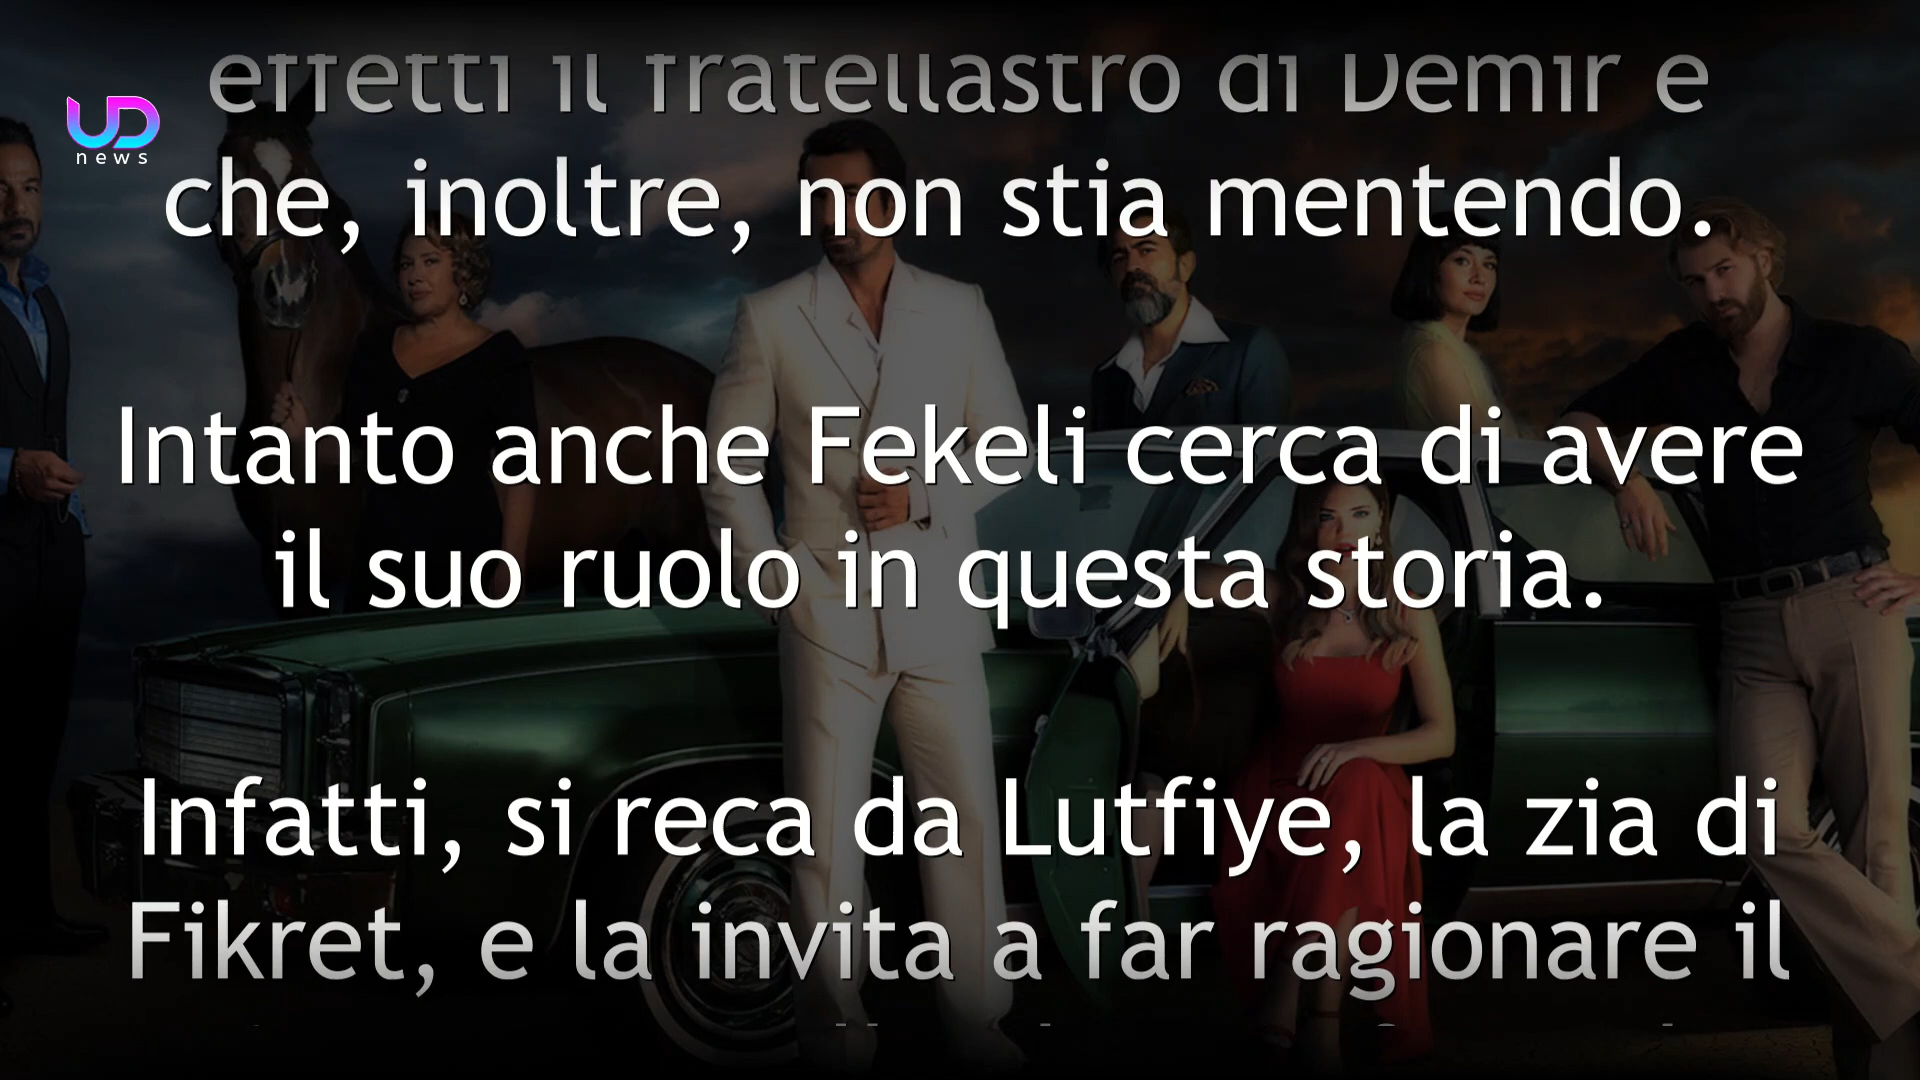 effetti il fratellastro di Demir e
UD
news
che, inoltre, non stia mentendo.
Intanto anche Fekeli cerca di avere
il suo ruolo in questa storia.
Infatti, si reca da Lutfiye, la zia di
Fikret, e la invita a far ragionare il